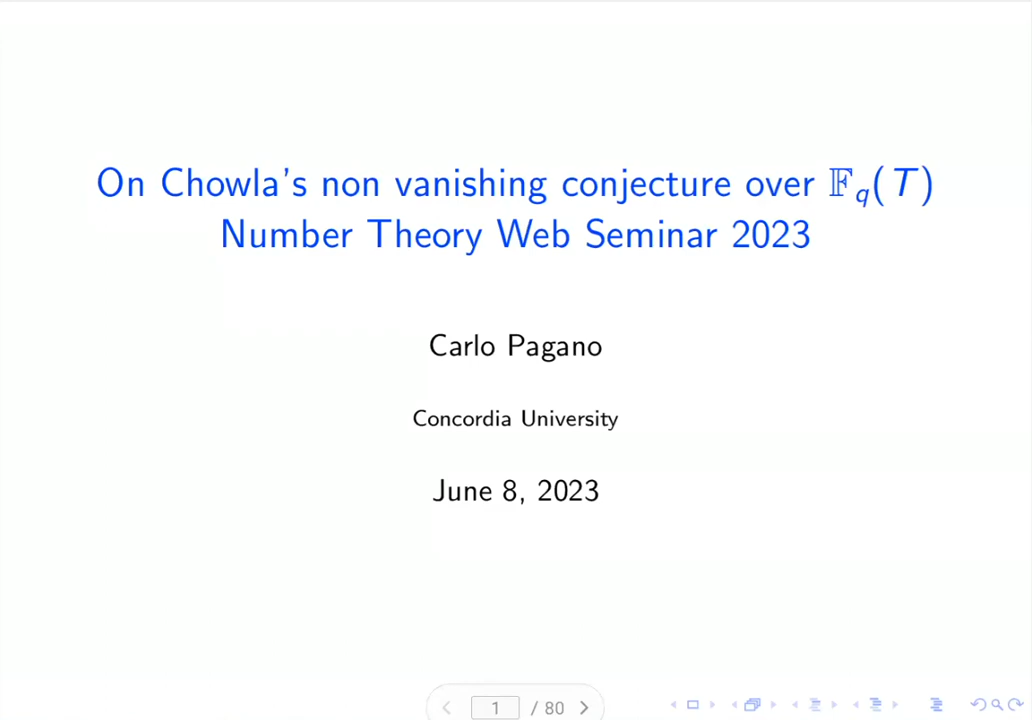 On Chowla's non vanishing conjecture over 𝔽_q(T)
Number Theory Web Seminar 2023
Carlo Pagano
Concordia University
June 8, 2023
1 / 80